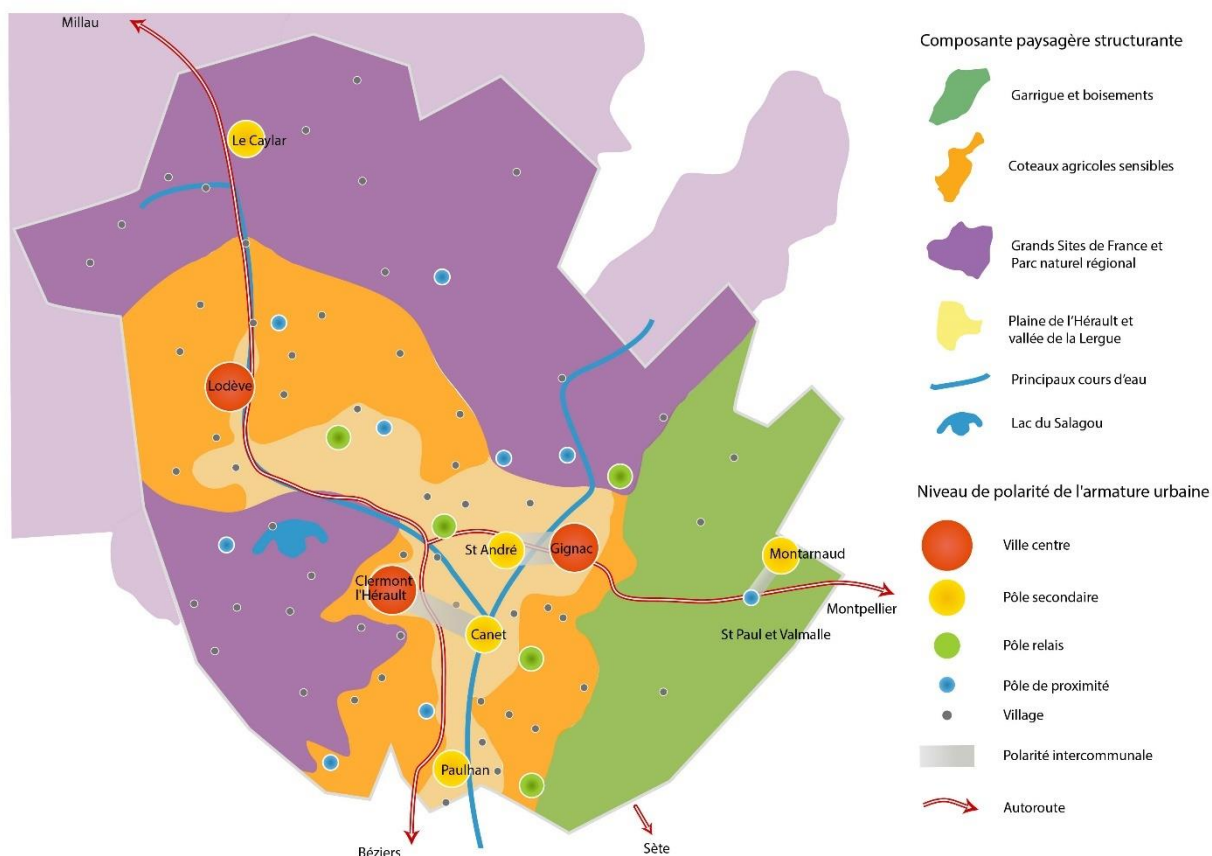 Millau
Le Caylar
Lodève
St André
Gignac
Montarnaud
Clermont
l'Hérault
Canet
Montpellier
St Paul et Valmalle
Paulhan
Béziers
Sète
Composante paysagère structurante
Garrigue et boisements
Coteaux agricoles sensibles
Grands Sites de France et
Parc naturel régional
Plaine de l'Hérault et
vallée de la Lergue
Principaux cours d'eau
Lac du Salagou
Niveau de polarité de l'armature urbaine
Ville centre
Pôle secondaire
Pôle relais
Pôle de proximité
Village
Polarité intercommunale
Autoroute